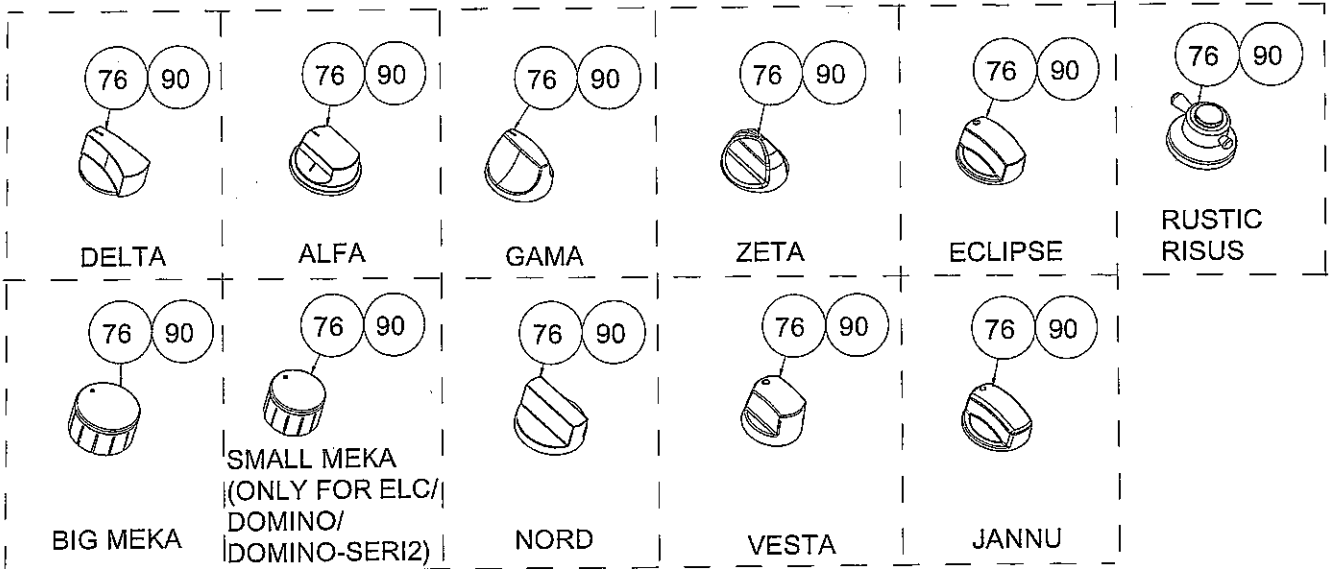 76 90
DELTA
76 90
ALFA
76 90
GAMA
76 90
ZETA
76 90
ECLIPSE
76 90
RUSTIC
RISUS
76 90
BIG MEKA
76 90
SMALL MEKA
(ONLY FOR ELC/
DOMINO/
DOMINO-SERI2)
76 90
NORD
76 90
VESTA
76 90
JANNU